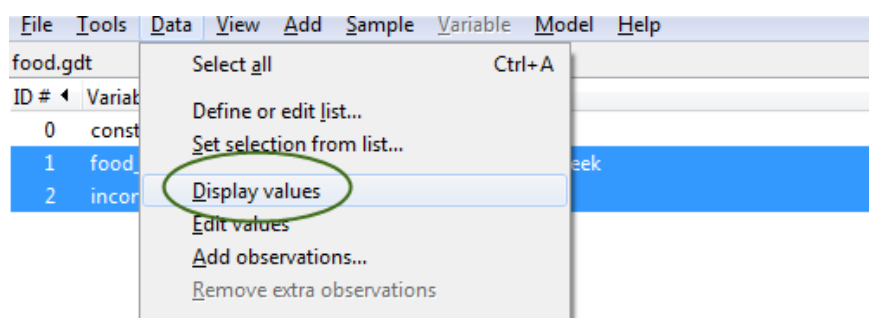 File Tools Data View Add Sample Variable Model Help
food.gdt
Select all Ctrl+A
ID #
Define or edit list...
0 const
Set selection from list...
1 food_ eek
Display values
2
Edit values
Add observations...
Remove extra observations